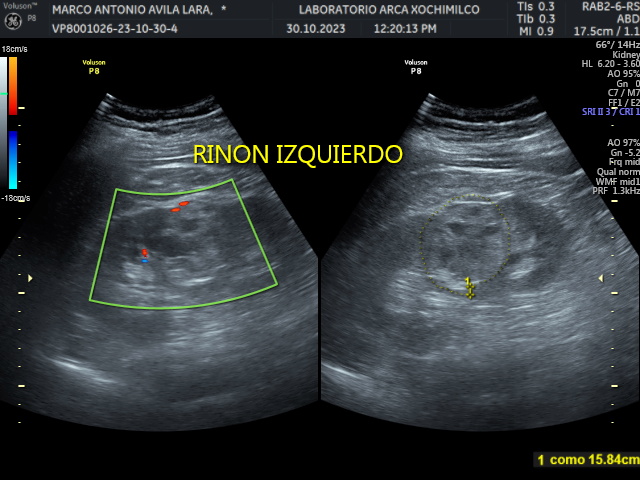 Voluson™
P8
MARCO ANTONIO AVILA LARA, *
LABORATORIO ARCA XOCHIMILCO
VP8001026-23-10-30-4
30.10.2023
12:20:13 PM
TIs 0.3
TIb 0.3
MI 0.9
RAB2-6-RS
ABD
17.5cm / 1.1
66°/ 14Hz
Kidney
HL 6.20 - 3.60
AO 95%
Gn 0
C7 / M7
FF1 / E2
SRI II 3 / CRI 1
AO 97%
Gn -5.2
Frq mid
Qual norm
WMF mid1
PRF 1.3kHz
18cm/s
-18cm/s
Voluson
P8
Voluson
P8
RINON IZQUIERDO
1
1 como 15.84cm